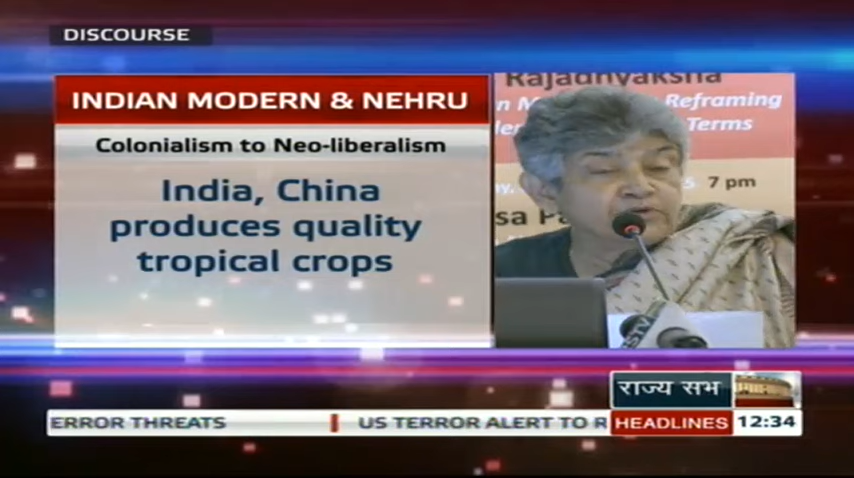 DISCOURSE
INDIAN MODERN & NEHRU
Colonialism to Neo-liberalism
India, China
produces quality
tropical crops
Rajadhyaksha
Reframing
Terms
7 pm
RSTV
राज्य सभ
ERROR THREATS
US TERROR ALERT TO R
HEADLINES
12:34